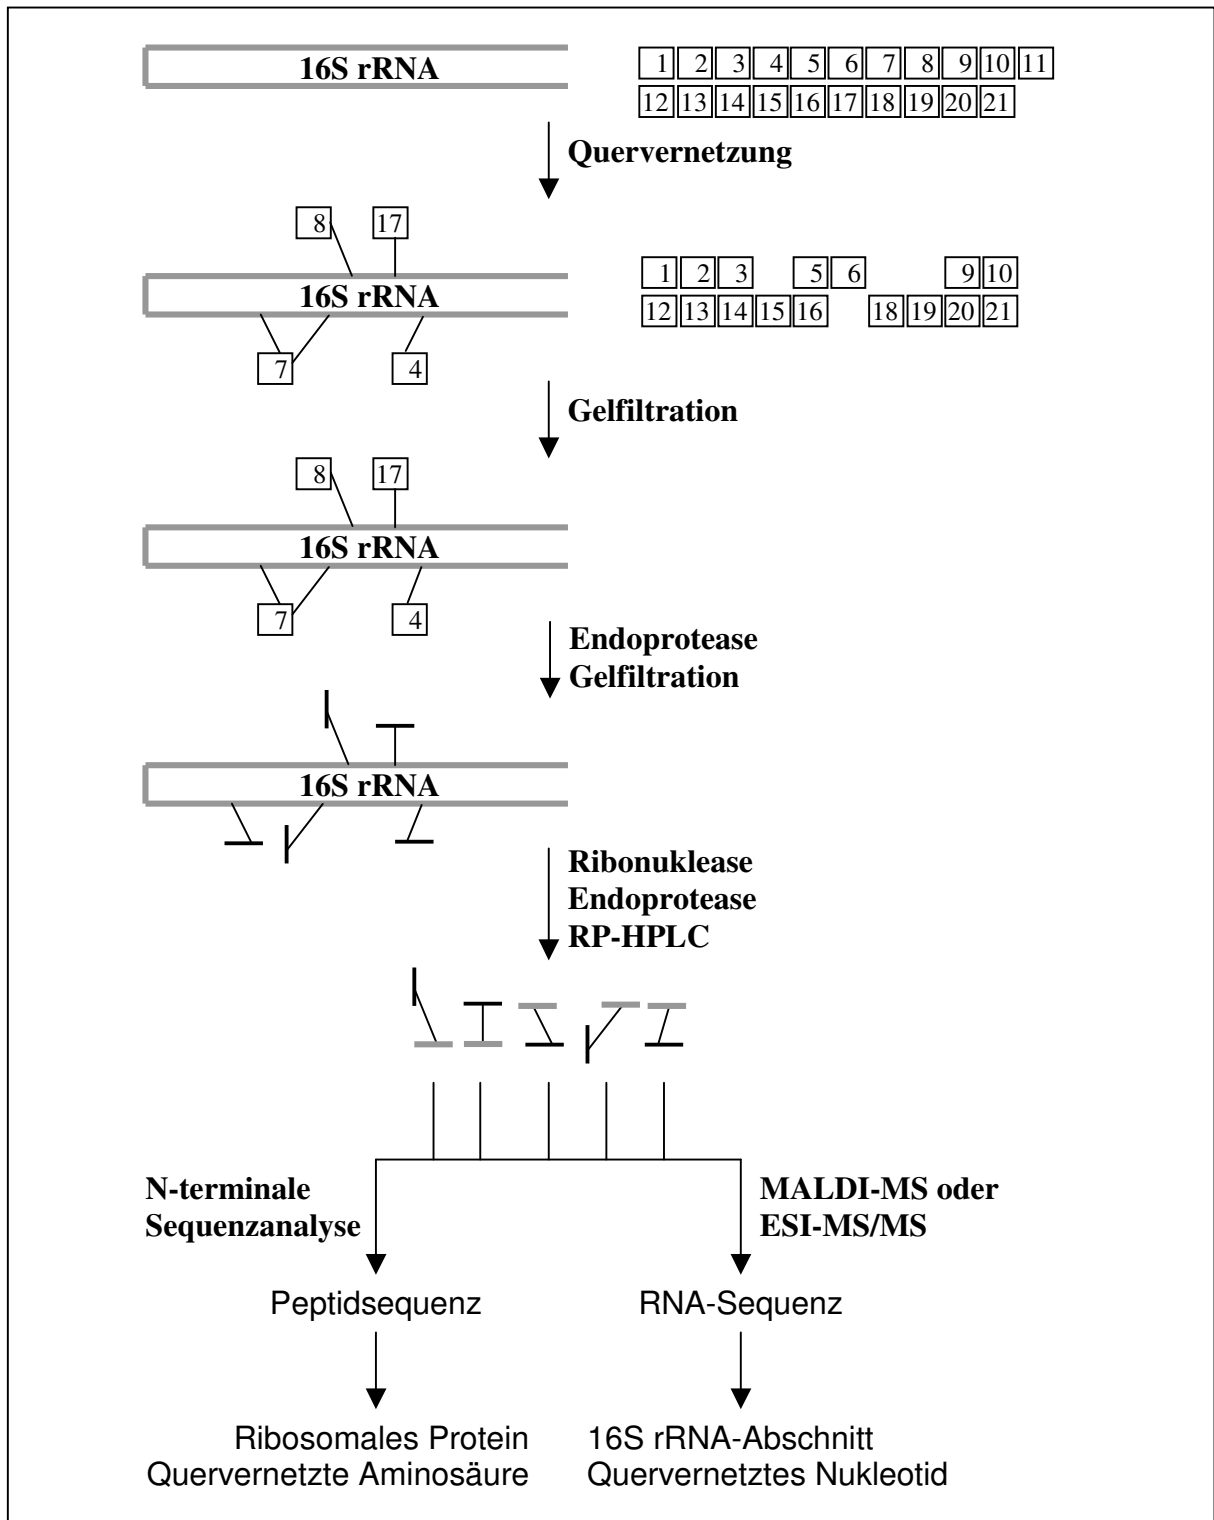 16S rRNA
1 2 3 4 5 6 7 8 9 10 11
12 13 14 15 16 17 18 19 20 21
Quervernetzung
8 17
16S rRNA
7 4
1 2 3 5 6 9 10
12 13 14 15 16 18 19 20 21
Gelfiltration
8 17
16S rRNA
7 4
Endoprotease
Gelfiltration
16S rRNA
Ribonuklease
Endoprotease
RP-HPLC
N-terminale
Sequenzanalyse
MALDI-MS oder
ESI-MS/MS
Peptidsequenz
RNA-Sequenz
Ribosomales Protein
Quervernetzte Aminosäure
16S rRNA-Abschnitt
Quervernetztes Nukleotid